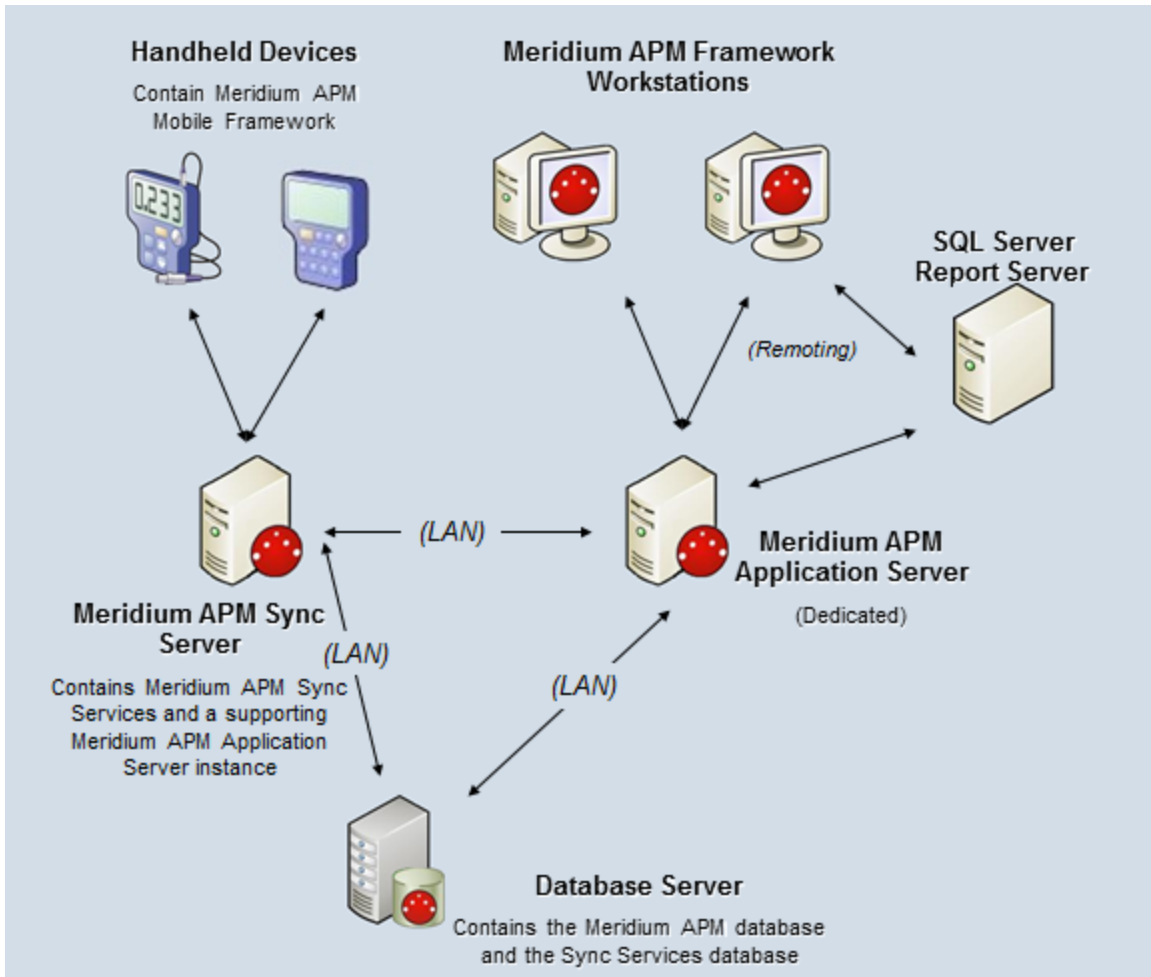 Handheld Devices
Contain Meridium APM
Mobile Framework
0.233
Meridium APM Framework
Workstations
SQL Server
Report Server
(Remoting)
(LAN)
Meridium APM Sync
Server
Contains Meridium APM Sync
Services and a supporting
Meridium APM Application
Server instance
Meridium APM
Application Server
(Dedicated)
(LAN)
(LAN)
Database Server
Contains the Meridium APM database
and the Sync Services database